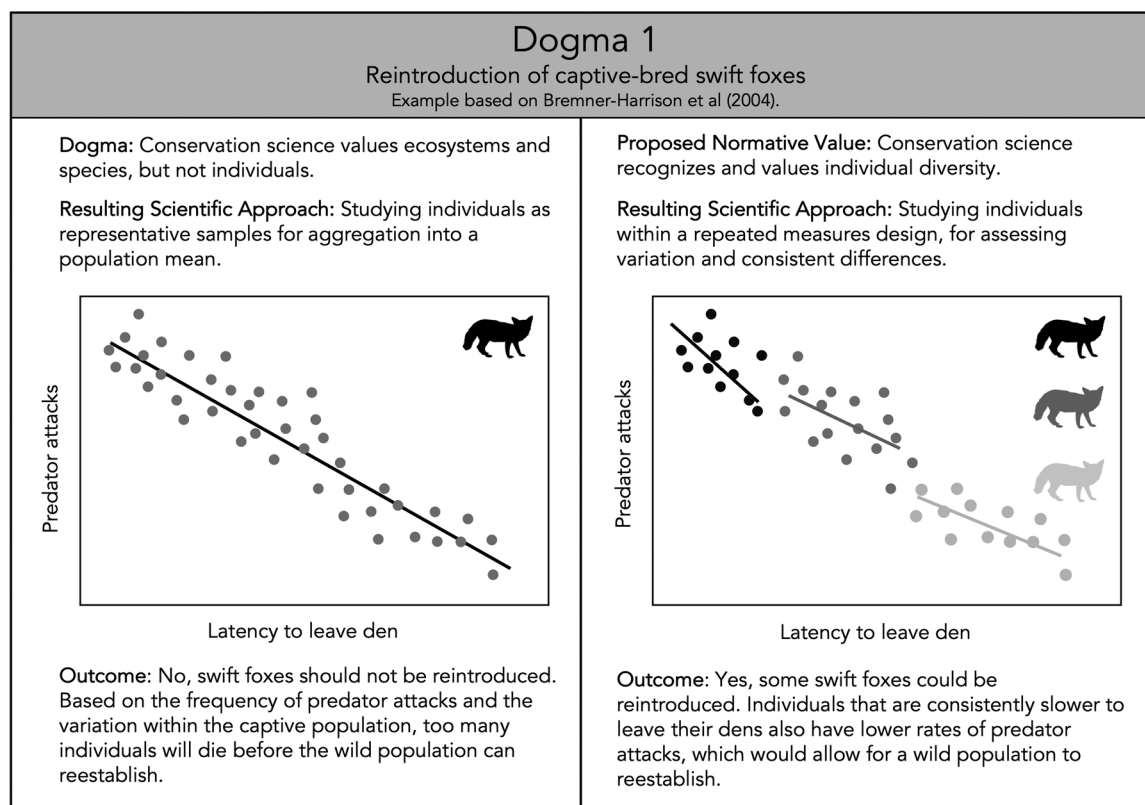 Dogma 1
Reintroduction of captive-bred swift foxes
Example based on Bremner-Harrison et al (2004).
Dogma: Conservation science values ecosystems and
species, but not individuals.
Resulting Scientific Approach: Studying individuals as
representative samples for aggregation into a
population mean.
Predator attacks
Latency to leave den
Outcome: No, swift foxes should not be reintroduced.
Based on the frequency of predator attacks and the
variation within the captive population, too many
individuals will die before the wild population can
reestablish.
Proposed Normative Value: Conservation science
recognizes and values individual diversity.
Resulting Scientific Approach: Studying individuals
within a repeated measures design, for assessing
variation and consistent differences.
Predator attacks
Latency to leave den
Outcome: Yes, some swift foxes could be
reintroduced. Individuals that are consistently slower to
leave their dens also have lower rates of predator
attacks, which would allow for a wild population to
reestablish.